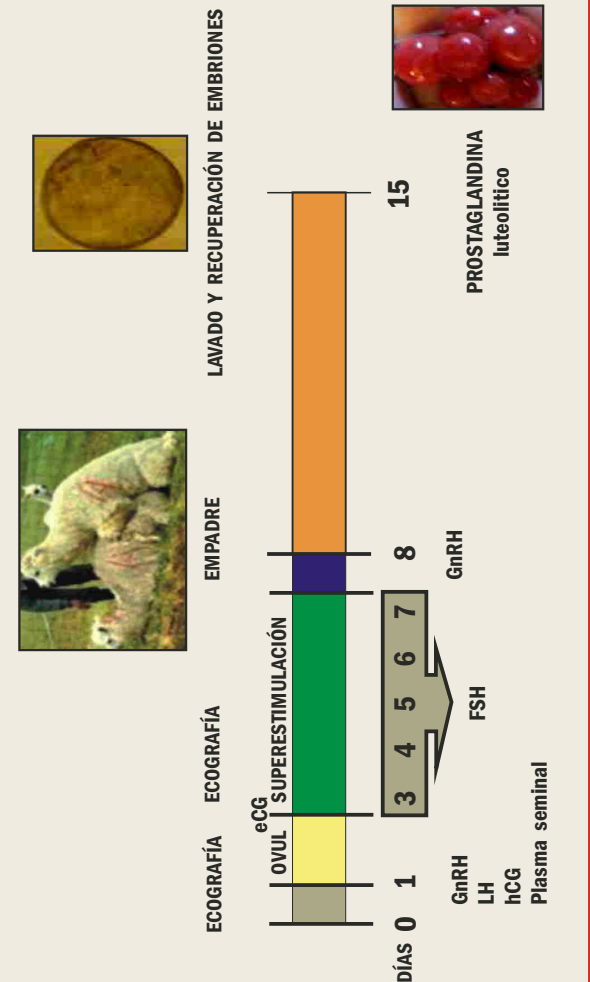 ECOGRAFÍA
ECOGRAFÍA
EMPADRE
LAVADO Y RECUPERACIÓN DE EMBRIONES
eCG
OVUL
SUPERESTIMULACIÓN
DÍAS 0 1 3 4 5 6 7 8 15
GnRH
LH
hCG
Plasma seminal
FSH
GnRH
PROSTAGLANDINA
luteolitico